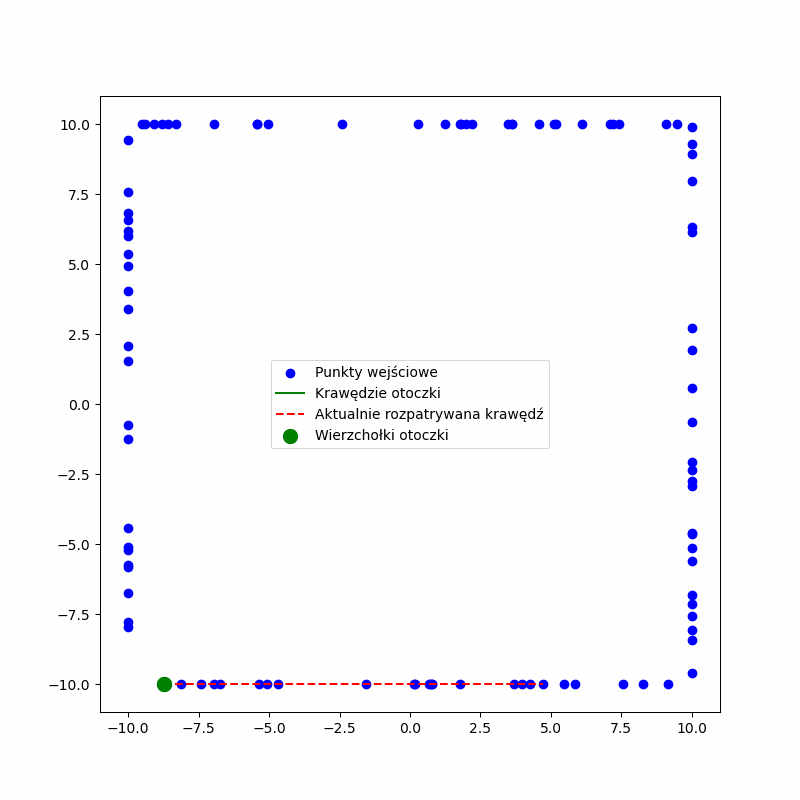 10.0
7.5
5.0
2.5
0.0
−2.5
−5.0
−7.5
−10.0
Punkty wejściowe
Krawędzie otoczki
Aktualnie rozpatrywana krawędź
Wierzchołki otoczki
−10.0 −7.5 −5.0 −2.5 0.0 2.5 5.0 7.5 10.0